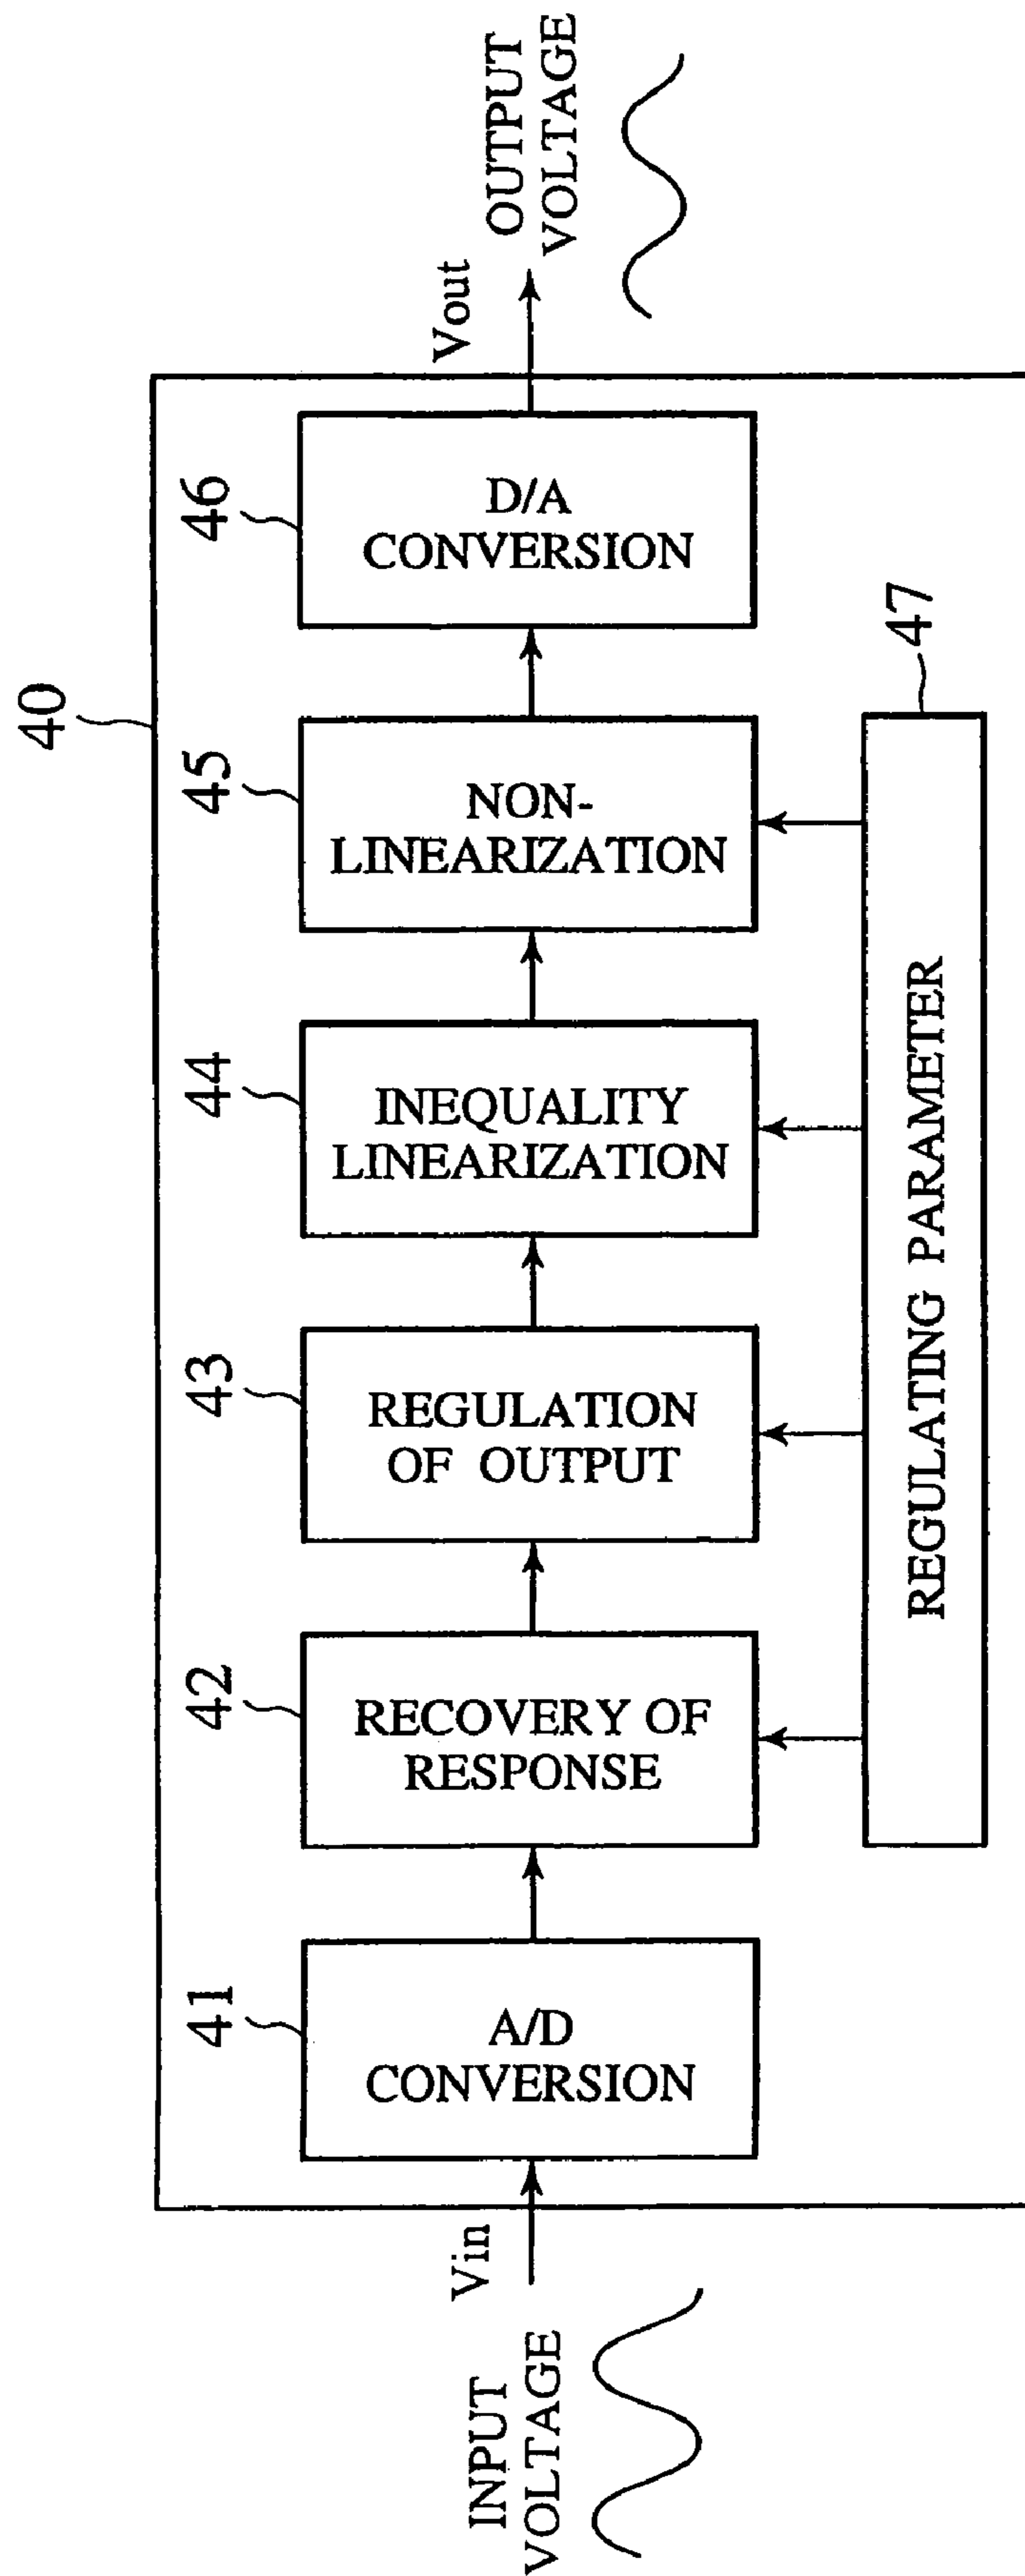 40
INPUT
VOLTAGE
Vin
41
A/D
CONVERSION
42
RECOVERY OF
RESPONSE
43
REGULATION
OF OUTPUT
44
INEQUALITY
LINEARIZATION
45
NON-
LINEARIZATION
46
D/A
CONVERSION
Vout
OUTPUT
VOLTAGE
47
REGULATING PARAMETER